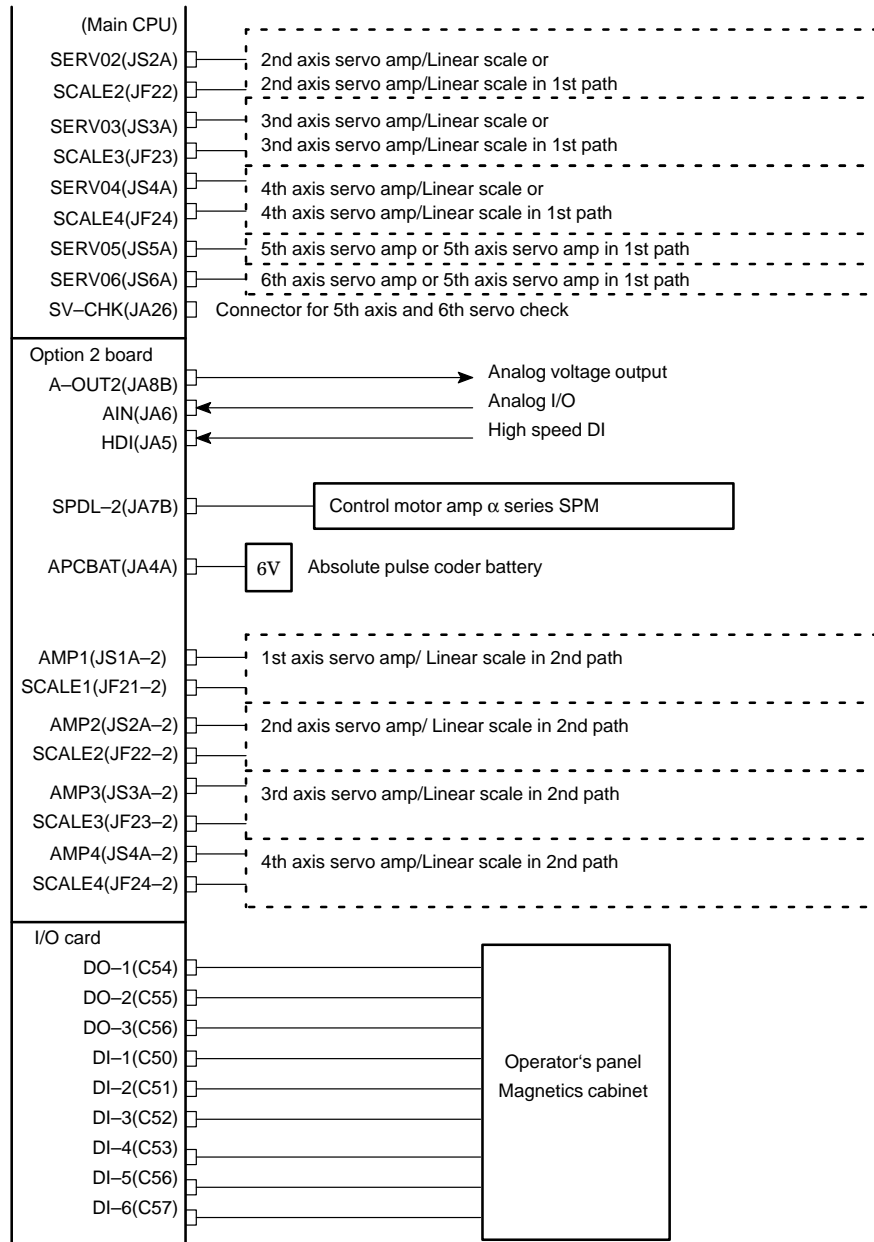 (Main CPU)
SERV02(JS2A)
2nd axis servo amp/Linear scale or
SCALE2(JF22)
2nd axis servo amp/Linear scale in 1st path
SERV03(JS3A)
3nd axis servo amp/Linear scale or
SCALE3(JF23)
3nd axis servo amp/Linear scale in 1st path
SERV04(JS4A)
4th axis servo amp/Linear scale or
SCALE4(JF24)
4th axis servo amp/Linear scale in 1st path
SERV05(JS5A)
5th axis servo amp or 5th axis servo amp in 1st path
SERV06(JS6A)
6th axis servo amp or 5th axis servo amp in 1st path
SV–CHK(JA26)
Connector for 5th axis and 6th servo check
Option 2 board
A–OUT2(JA8B)
Analog voltage output
AIN(JA6)
Analog I/O
HDI(JA5)
High speed DI
SPDL–2(JA7B)
Control motor amp α series SPM
APCBAT(JA4A)
6V
Absolute pulse coder battery
AMP1(JS1A–2)
1st axis servo amp/ Linear scale in 2nd path
SCALE1(JF21–2)
AMP2(JS2A–2)
2nd axis servo amp/ Linear scale in 2nd path
SCALE2(JF22–2)
AMP3(JS3A–2)
3rd axis servo amp/Linear scale in 2nd path
SCALE3(JF23–2)
AMP4(JS4A–2)
4th axis servo amp/Linear scale in 2nd path
SCALE4(JF24–2)
I/O card
DO–1(C54)
DO–2(C55)
DO–3(C56)
DI–1(C50)
DI–2(C51)
DI–3(C52)
DI–4(C53)
DI–5(C56)
DI–6(C57)
Operator‘s panel
Magnetics cabinet